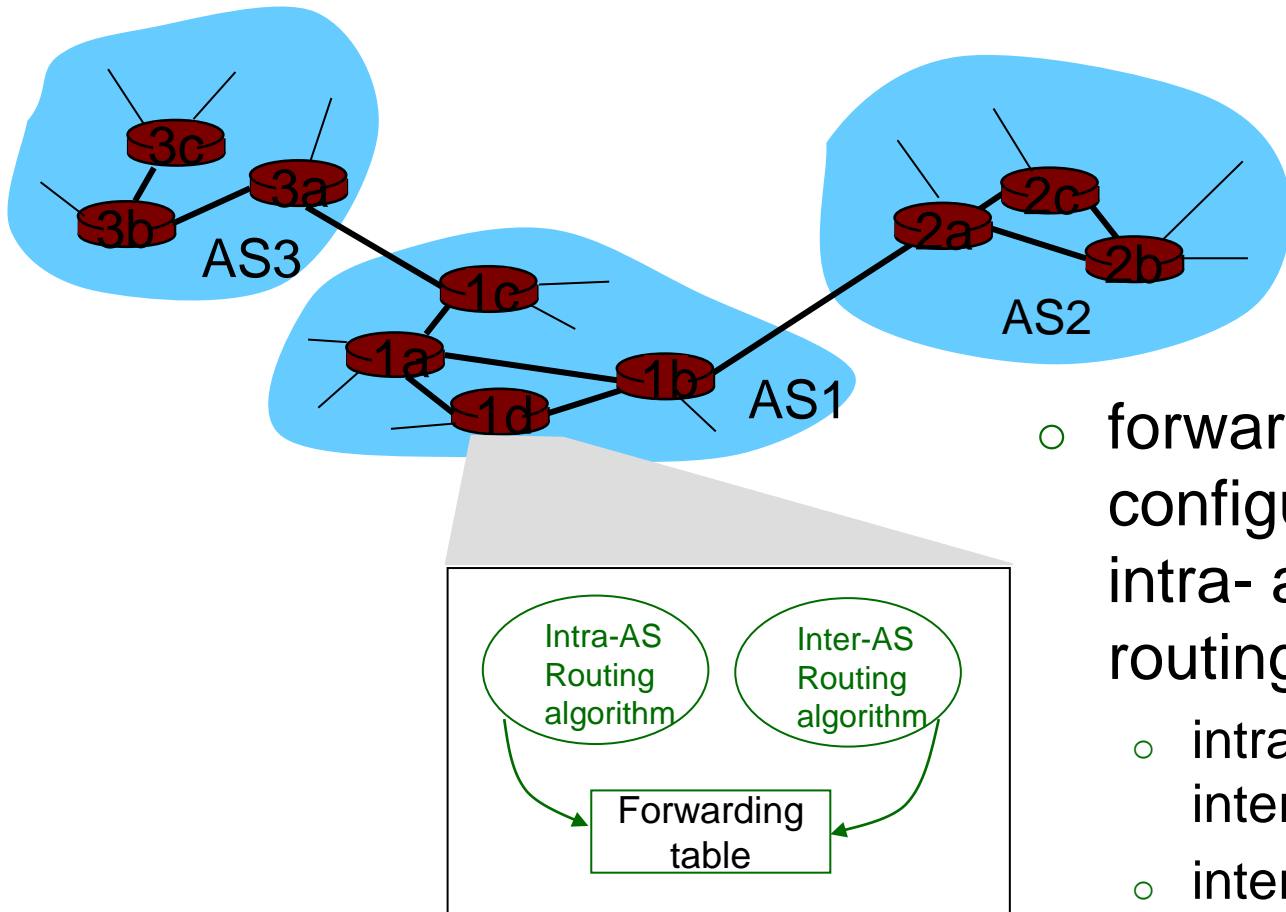 3c
3a
3b
AS3
2c
2a
2b
AS2
1c
1a
1b
1d
AS1
intra- a
Intra-AS
Routing
algorithm
Inter-AS
Routing
algorithm
Forwarding
table